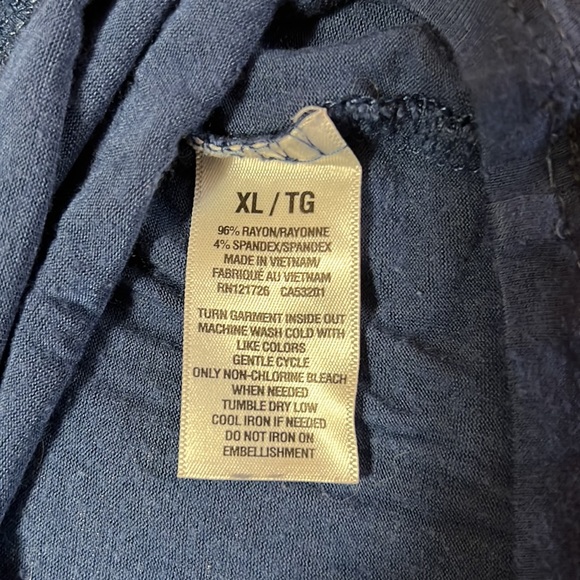 XL / TG
96% RAYON/RAYONNE
4% SPANDEX/SPANDEX
MADE IN VIETNAM/
FABRIQUÉ AU VIETNAM
RN121726 CA53201
TURN GARMENT INSIDE OUT
MACHINE WASH COLD WITH
LIKE COLORS
GENTLE CYCLE
ONLY NON-CHLORINE BLEACH
WHEN NEEDED
TUMBLE DRY LOW
COOL IRON IF NEEDED
DO NOT IRON ON
EMBELLISHMENT